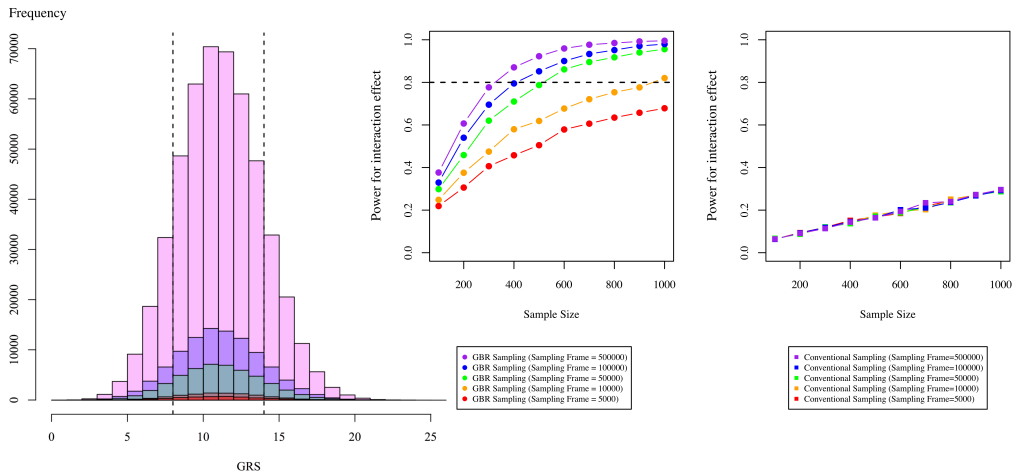 Frequency
70000
60000
50000
40000
30000
20000
10000
0
0 5 10 15 20 25
GRS
Power for interaction effect
1.0
0.8
0.6
0.4
0.2
0.0
200 400 600 800 1000
Sample Size
GBR Sampling (Sampling Frame = 500000)
GBR Sampling (Sampling Frame = 100000)
GBR Sampling (Sampling Frame = 50000)
GBR Sampling (Sampling Frame = 10000)
GBR Sampling (Sampling Frame = 5000)
Power for interaction effect
1.0
0.8
0.6
0.4
0.2
0.0
200 400 600 800 1000
Sample Size
Conventional Sampling (Sampling Frame=500000)
Conventional Sampling (Sampling Frame=100000)
Conventional Sampling (Sampling Frame=50000)
Conventional Sampling (Sampling Frame=10000)
Conventional Sampling (Sampling Frame=5000)